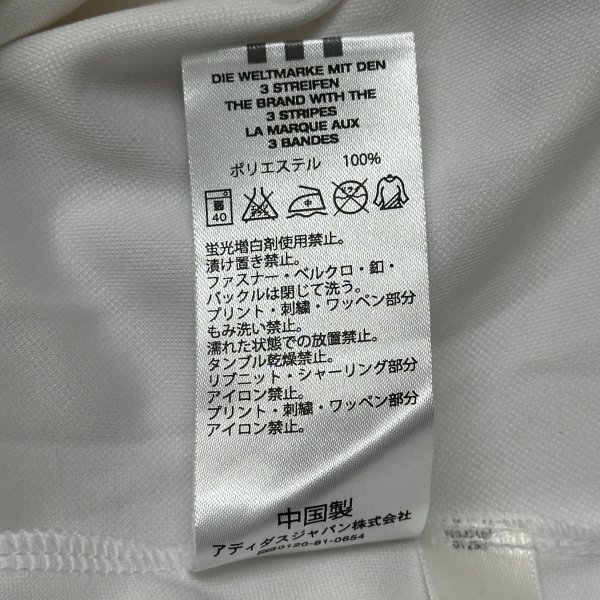 DIE WELTMARKE MIT DEN
3 STREIFEN
THE BRAND WITH THE
3 STRIPES
LA MARQUE AUX
3 BANDES
ポリエステル 100%
40
中
蛍光増白剤使用禁止。
漬け置き禁止。
ファスナー・ベルクロ・釦・
バックルは閉じて洗う。
プリント・刺繍・ワッペン部分
もみ洗い禁止。
濡れた状態での放置禁止。
タンブル乾燥禁止。
リブニット・シャーリング部分
アイロン禁止。
プリント・刺繍・ワッペン部分
アイロン禁止。
中国製
アディダスジャパン株式会社
0120-81-0654